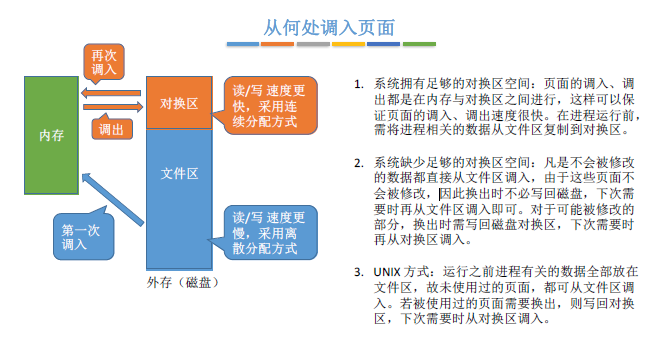 从何处调入页面
再次
调入
内存
调出
第一次
调入
对换区
文件区
外存（磁盘）
读/写 速度更
快，采用连
续分配方式
读/写 速度更
慢，采用离
散分配方式
1. 系统拥有足够的对换区空间：页面的调入、调
出都是在内存与对换区之间进行，这样可以保
证页面的调入、调出速度很快。在进程运行前，
需将进程相关的数据从文件区复制到对换区。
2. 系统缺少足够的对换区空间：凡是不会被修改
的数据都直接从文件区调入，由于这些页面不
会被修改，因此换出时不必写回磁盘，下次需
要时再从文件区调入即可。对于可能被修改的
部分，换出时需写回磁盘对换区，下次需要时
再从对换区调入。
3. UNIX 方式：运行之前进程有关的数据全部放在
文件区，故未使用过的页面，都可从文件区调
入。若被使用过的页面需要换出，则写回对换
区，下次需要时从对换区调入。